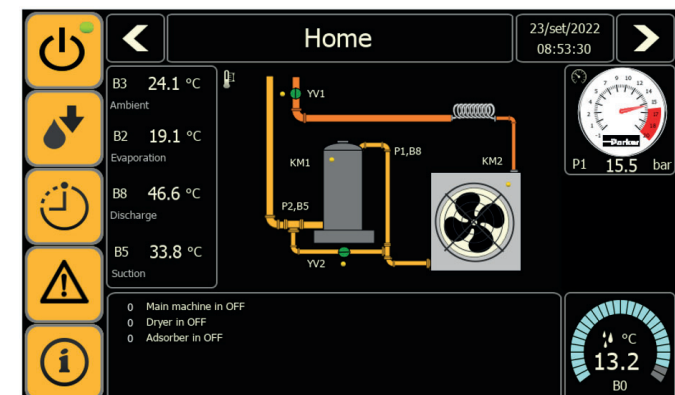 Home
23/set/2022
08:53:30
B3 24.1 °C
Ambient
B2 19.1 °C
Evaporation
B8 46.6 °C
Discharge
B5 33.8 °C
Suction
YV1
KM1
P1,B8
KM2
P2,B5
YV2
Parker
P1 15.5 bar
0 Main machine in OFF
0 Dryer in OFF
0 Adsorber in OFF
°C
13.2
B0